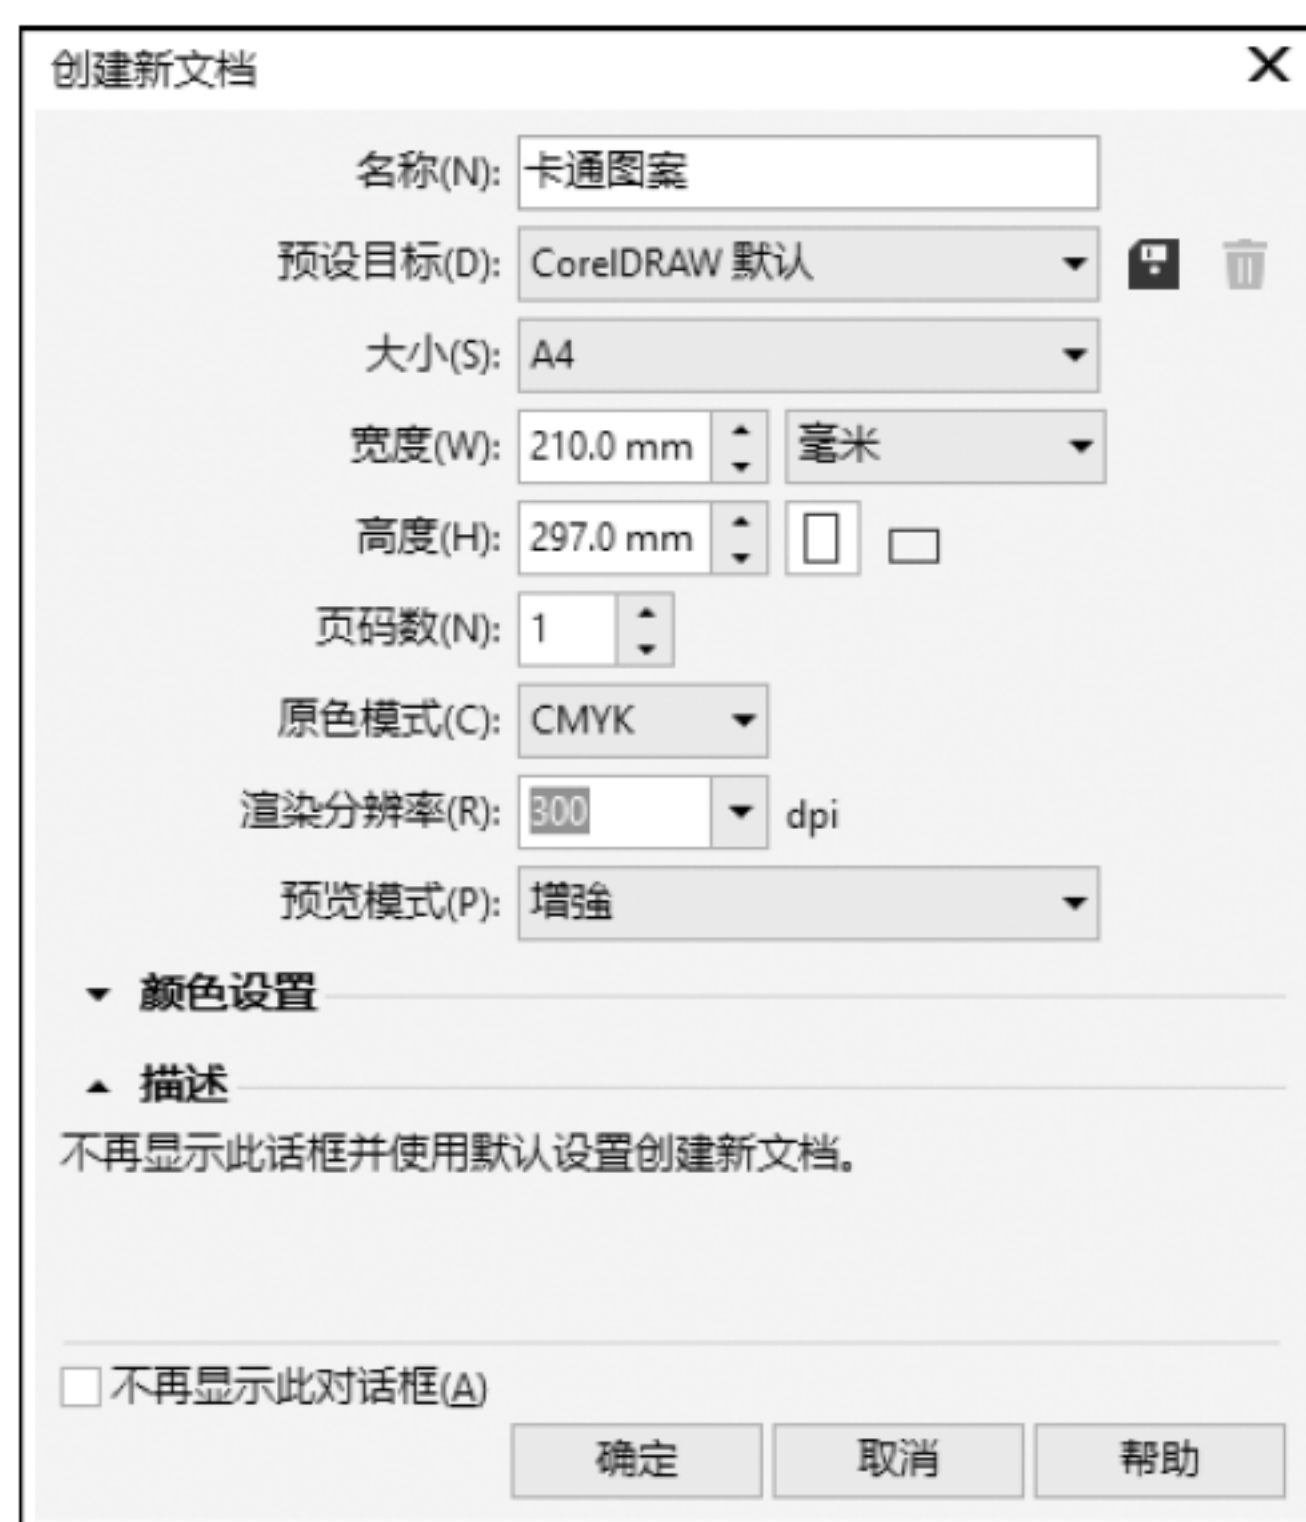 创建新文档
名称(N): 卡通图案
预设目标(D): CorelDRAW 默认
大小(S): A4
宽度(W): 210.0 mm 毫米
高度(H): 297.0 mm
页码数(N): 1
原色模式(C): CMYK
渲染分辨率(R): 300 dpi
预览模式(P): 增強
颜色设置
描述
不再显示此话框并使用默认设置创建新文档。
不再显示此对话框(A)
确定 取消 帮助